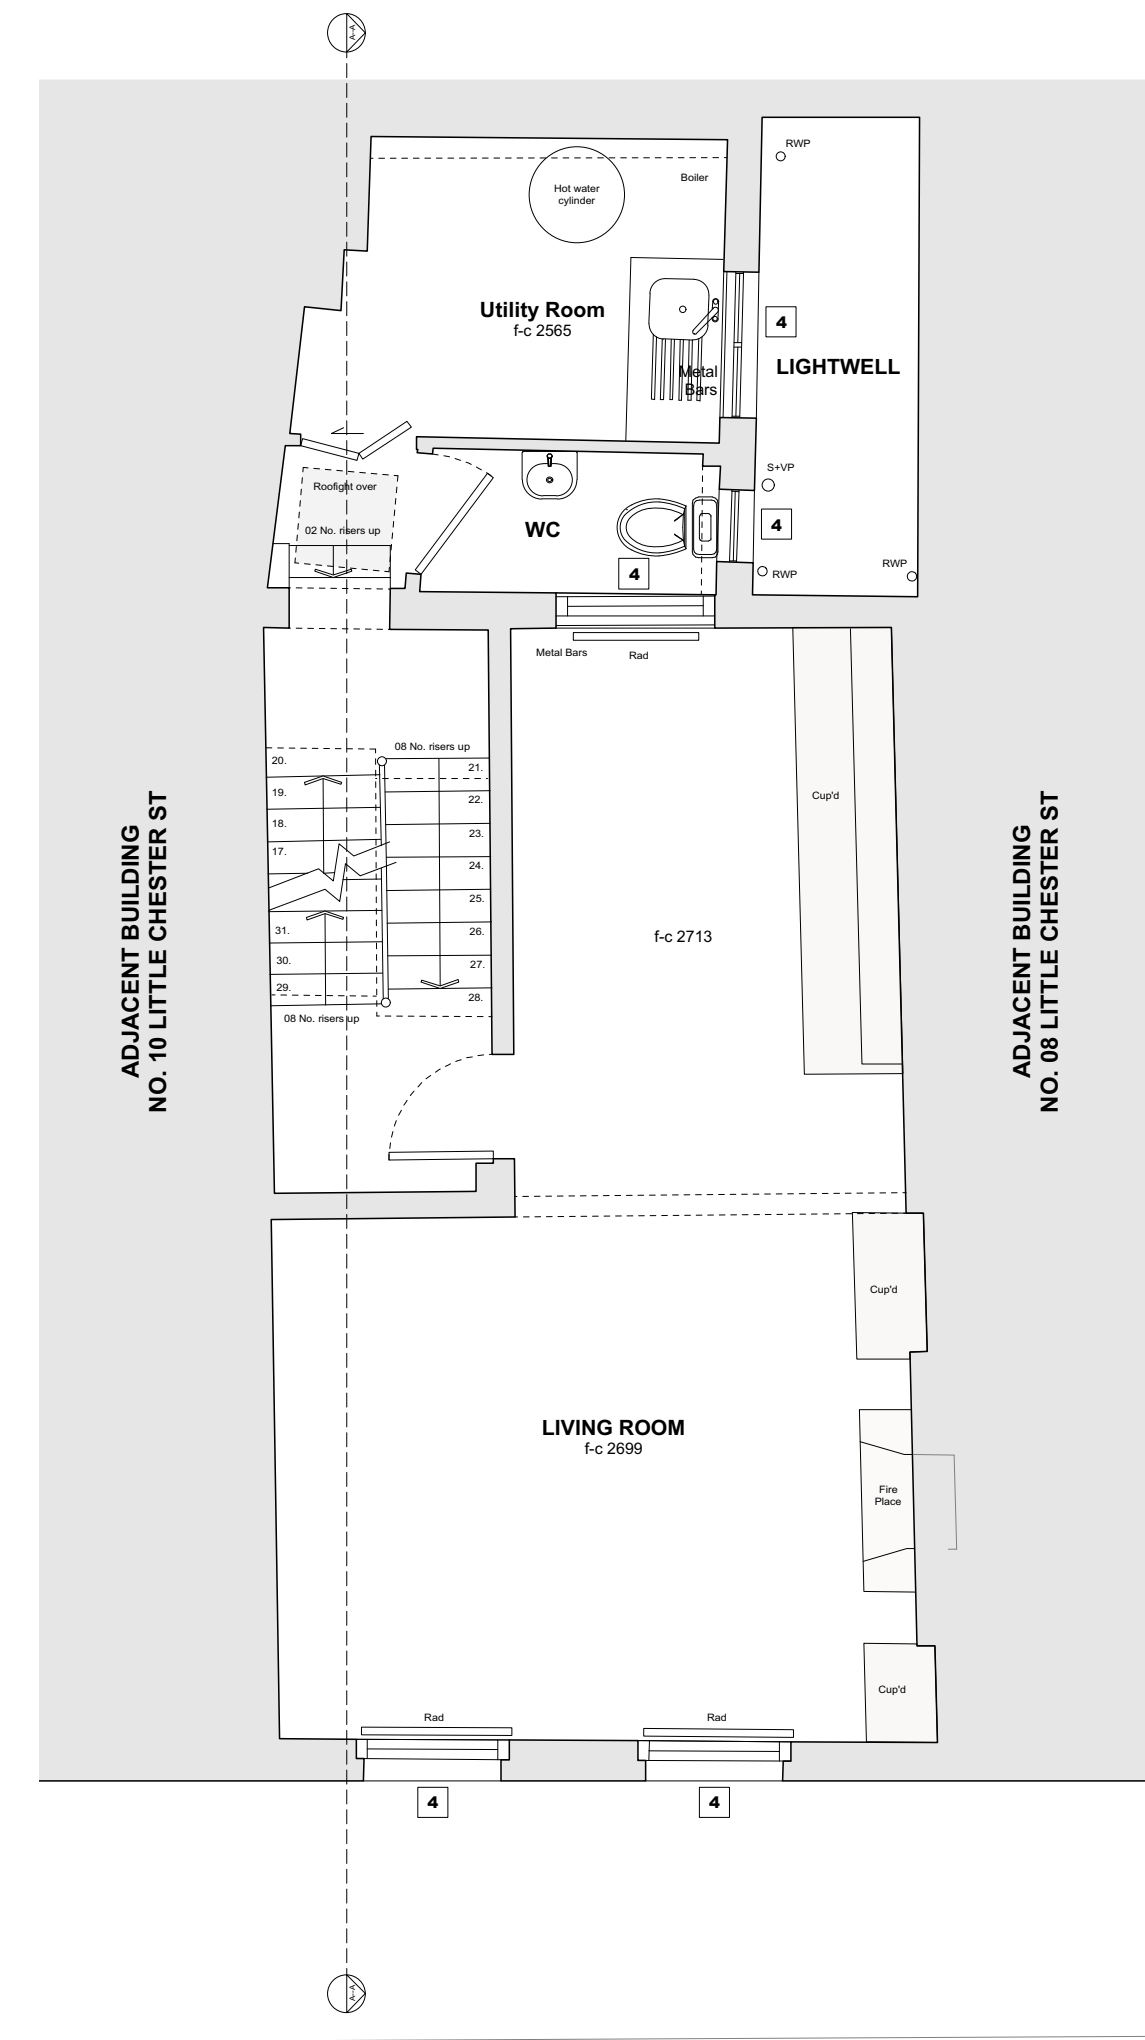 A--A
RWP
Boiler
Hot water
cylinder
Utility Room
f-c 2565
4
LIGHTWELL
Metal
Bars
S+VP
Roofight over
WC
4
02 No. risers up
RWP
RWP
4
Metal Bars
Rad
08 No. risers up
20.
21.
19.
22.
18.
23.
17.
24.
25.
31.
26.
30.
27.
29.
28.
08 No. risers up
Cup'd
f-c 2713
ADJACENT BUILDING
NO. 10 LITTLE CHESTER ST
ADJACENT BUILDING
NO. 08 LITTLE CHESTER ST
Cup'd
LIVING ROOM
f-c 2699
Fire
Place
Cup'd
Rad
Rad
4
4
A--A